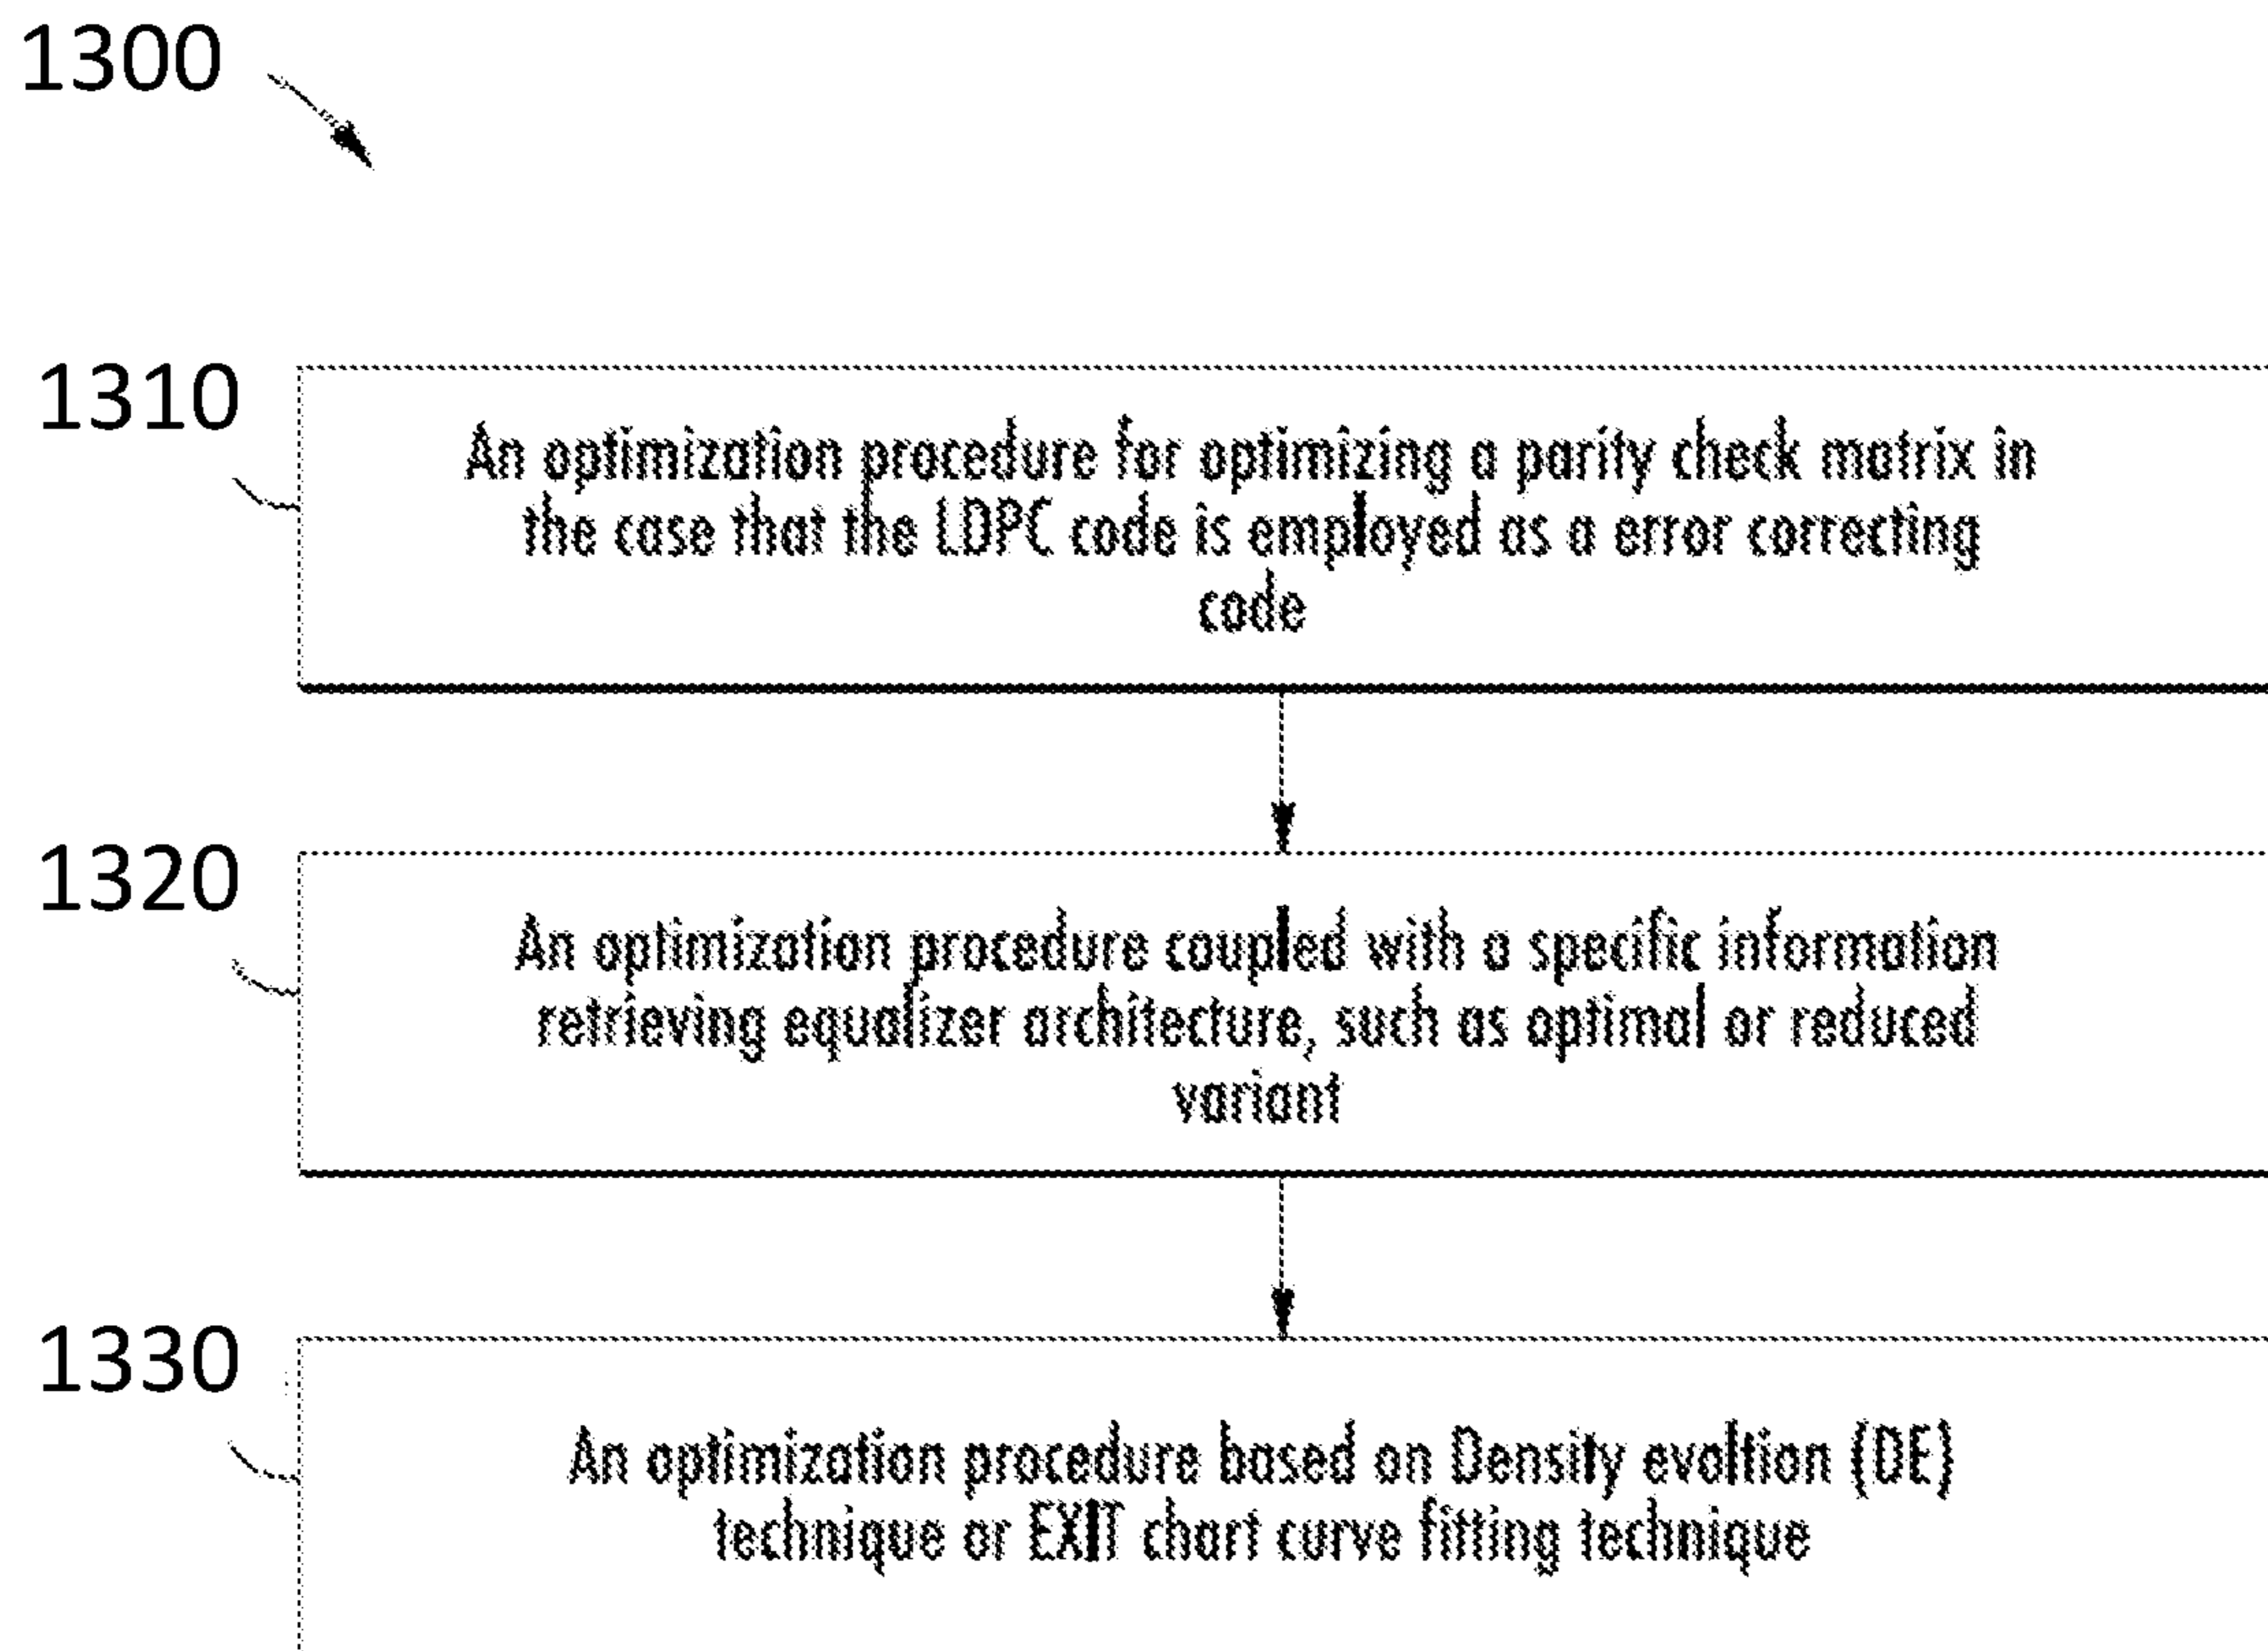 1300
1310
An optimization procedure for optimizing a parity check matrix in
the case that the LDPC code is employed as a error correcting
code
1320
An optimization procedure coupled with a specific information
retrieving equalizer architecture, such as optimal or reduced
variant
1330
An optimization procedure based on Density evoltion (DE)
technique or EXIT chart curve fitting technique